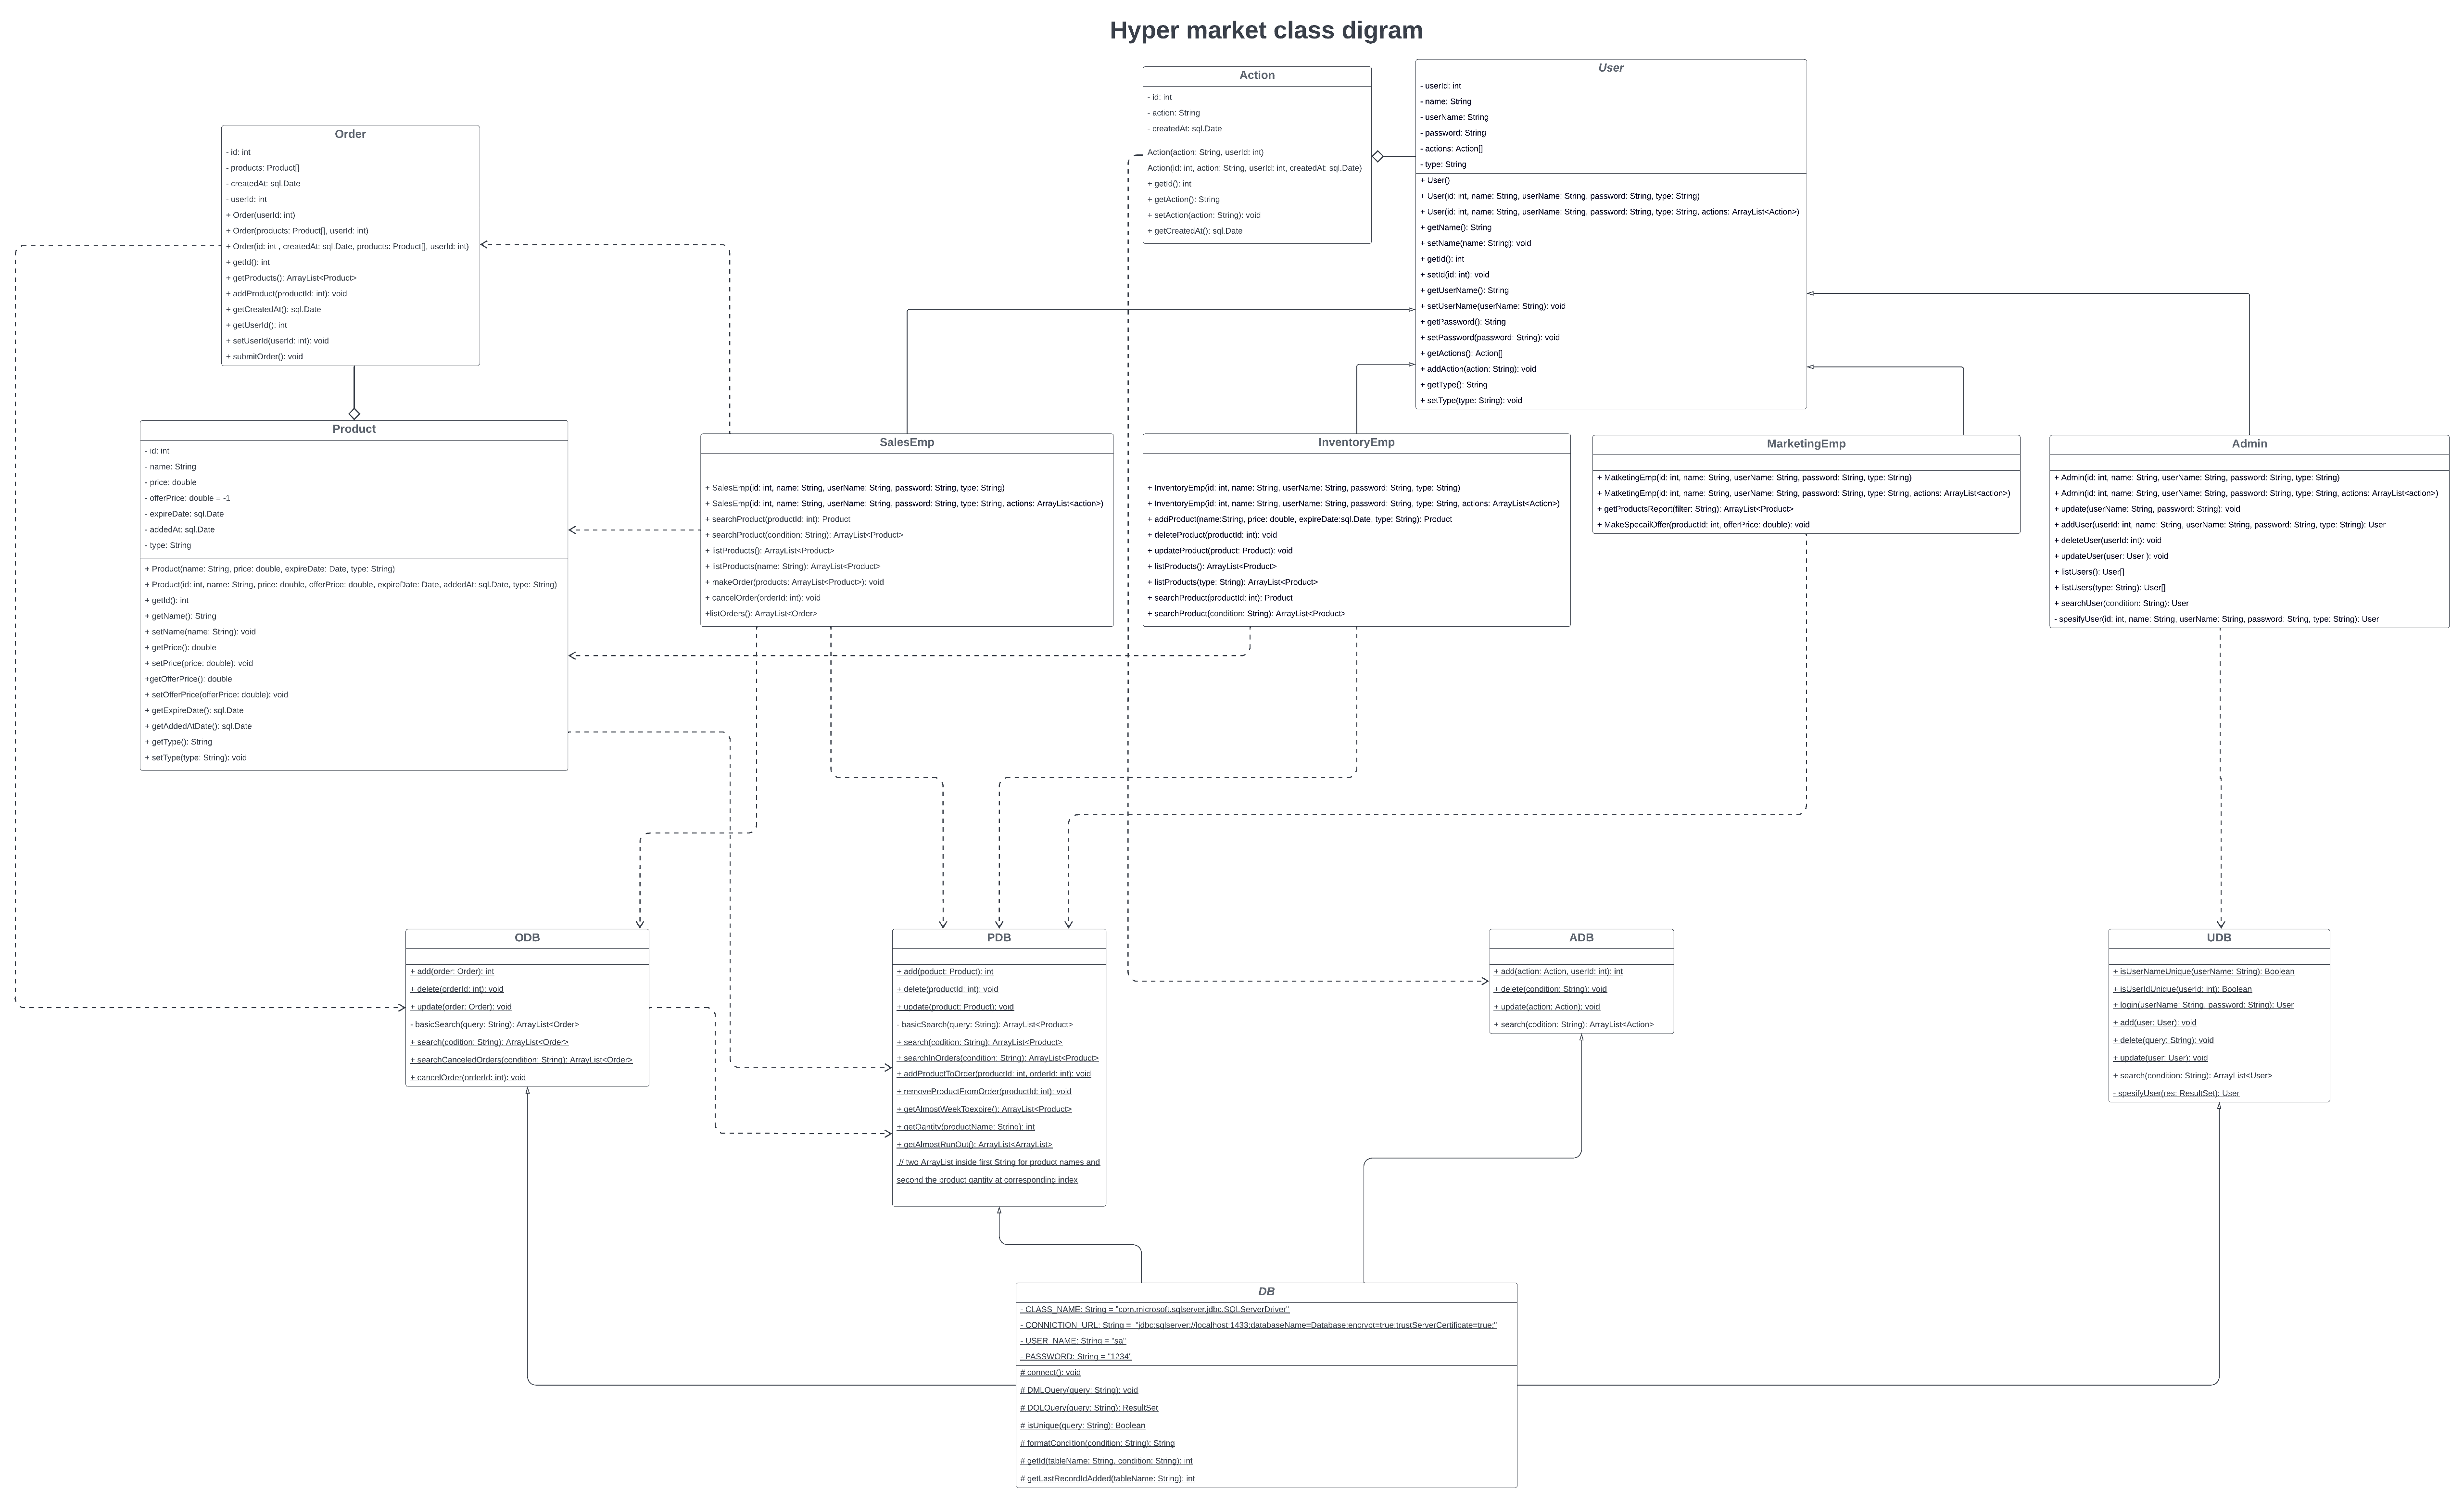 Hyper market class digram
Action
- id: int
- action: String
- createdAt: sql.Date
Action(action: String, userId: int)
Action(id: int, action: String, userId: int, createdAt: sql.Date)
+ getId(): int
+ getAction(): String
+ setAction(action: String): void
+ getCreatedAt(): sql.Date
User
- userId: int
- name: String
- userName: String
- password: String
- actions: Action[]
- type: String
+ User()
+ User(id: int, name: String, userName: String, password: String, type: String)
+ User(id: int, name: String, userName: String, password: String, type: String, actions: ArrayList<Action>)
+ getName(): String
+ setName(name: String): void
+ getId(): int
+ setId(id: int): void
+ getUserName(): String
+ setUserName(userName: String): void
+ getPassword(): String
+ setPassword(password: String): void
+ getActions(): Action[]
+ addAction(action: String): void
+ getType(): String
+ setType(type: String): void
Order
- id: int
- products: Product[]
- createdAt: sql.Date
- userId: int
+ Order(userId: int)
+ Order(products: Product[], userId: int)
+ Order(id: int , createdAt: sql.Date, products: Product[], userId: int)
+ getId(): int
+ getProducts(): ArrayList<Product>
+ addProduct(productId: int): void
+ getCreatedAt(): sql.Date
+ getUserId(): int
+ setUserId(userId: int): void
+ submitOrder(): void
Product
- id: int
- name: String
- price: double
- offerPrice: double = -1
- expireDate: sql.Date
- addedAt: sql.Date
- type: String
+ Product(name: String, price: double, expireDate: Date, type: String)
+ Product(id: int, name: String, price: double, offerPrice: double, expireDate: Date, addedAt: sql.Date, type: String)
+ getId(): int
+ getName(): String
+ setName(name: String): void
+ getPrice(): double
+ setPrice(price: double): void
+getOfferPrice(): double
+ setOfferPrice(offerPrice: double): void
+ getExpireDate(): sql.Date
+ getAddedAtDate(): sql.Date
+ getType(): String
+ setType(type: String): void
SalesEmp
+ SalesEmp(id: int, name: String, userName: String, password: String, type: String)
+ SalesEmp(id: int, name: String, userName: String, password: String, type: String, actions: ArrayList<action>)
+ searchProduct(productId: int): Product
+ searchProduct(condition: String): ArrayList<Product>
+ listProducts(): ArrayList<Product>
+ listProducts(name: String): ArrayList<Product>
+ makeOrder(products: ArrayList<Product>): void
+ cancelOrder(orderId: int): void
+listOrders(): ArrayList<Order>
InventoryEmp
+ InventoryEmp(id: int, name: String, userName: String, password: String, type: String)
+ InventoryEmp(id: int, name: String, userName: String, password: String, type: String, actions: ArrayList<Action>)
+ addProduct(name:String, price: double, expireDate:sql.Date, type: String): Product
+ deleteProduct(productId: int): void
+ updateProduct(product: Product): void
+ listProducts(): ArrayList<Product>
+ listProducts(type: String): ArrayList<Product>
+ searchProduct(productId: int): Product
+ searchProduct(condition: String): ArrayList<Product>
MarketingEmp
+ MatketingEmp(id: int, name: String, userName: String, password: String, type: String)
+ MatketingEmp(id: int, name: String, userName: String, password: String, type: String, actions: ArrayList<action>)
+ getProductsReport(filter: String): ArrayList<Product>
+ MakeSpecailOffer(productId: int, offerPrice: double): void
Admin
+ Admin(id: int, name: String, userName: String, password: String, type: String)
+ Admin(id: int, name: String, userName: String, password: String, type: String, actions: ArrayList<action>)
+ update(userName: String, password: String): void
+ addUser(userId: int, name: String, userName: String, password: String, type: String): User
+ deleteUser(userId: int): void
+ updateUser(user: User ): void
+ listUsers(): User[]
+ listUsers(type: String): User[]
+ searchUser(condition: String): User
- spesifyUser(id: int, name: String, userName: String, password: String, type: String): User
ODB
+ add(order: Order): int
+ delete(orderId: int): void
+ update(order: Order): void
- basicSearch(query: String): ArrayList<Order>
+ search(codition: String): ArrayList<Order>
+ searchCanceledOrders(condition: String): ArrayList<Order>
+ cancelOrder(orderId: int): void
PDB
+ add(poduct: Product): int
+ delete(productId: int): void
+ update(product: Product): void
- basicSearch(query: String): ArrayList<Product>
+ search(codition: String): ArrayList<Product>
+ searchInOrders(condition: String): ArrayList<Product>
+ addProductToOrder(productId: int, orderId: int): void
+ removeProductFromOrder(productId: int): void
+ getAlmostWeekToexpire(): ArrayList<Product>
+ getQantity(productName: String): int
+ getAlmostRunOut(): ArrayList<ArrayList>
// two ArrayList inside first String for product names and
second the product qantity at corresponding index
ADB
+ add(action: Action, userId: int): int
+ delete(condition: String): void
+ update(action: Action): void
+ search(codition: String): ArrayList<Action>
UDB
+ isUserNameUnique(userName: String): Boolean
+ isUserIdUnique(userId: int): Boolean
+ login(userName: String, password: String): User
+ add(user: User): void
+ delete(query: String): void
+ update(user: User): void
+ search(condition: String): ArrayList<User>
- spesifyUser(res: ResultSet): User
DB
- CLASS_NAME: String = "com.microsoft.sqlserver.jdbc.SQLServerDriver"
- CONNICTION_URL: String = "jdbc:sqlserver://localhost:1433;databaseName=Database;encrypt=true;trustServerCertificate=true;"
- USER_NAME: String = "sa"
- PASSWORD: String = "1234"
# connect(): void
# DMLQuery(query: String): void
# DQLQuery(query: String): ResultSet
# isUnique(query: String): Boolean
# formatCondition(condition: String): String
# getId(tableName: String, condition: String): int
# getLastRecordIdAdded(tableName: String): int